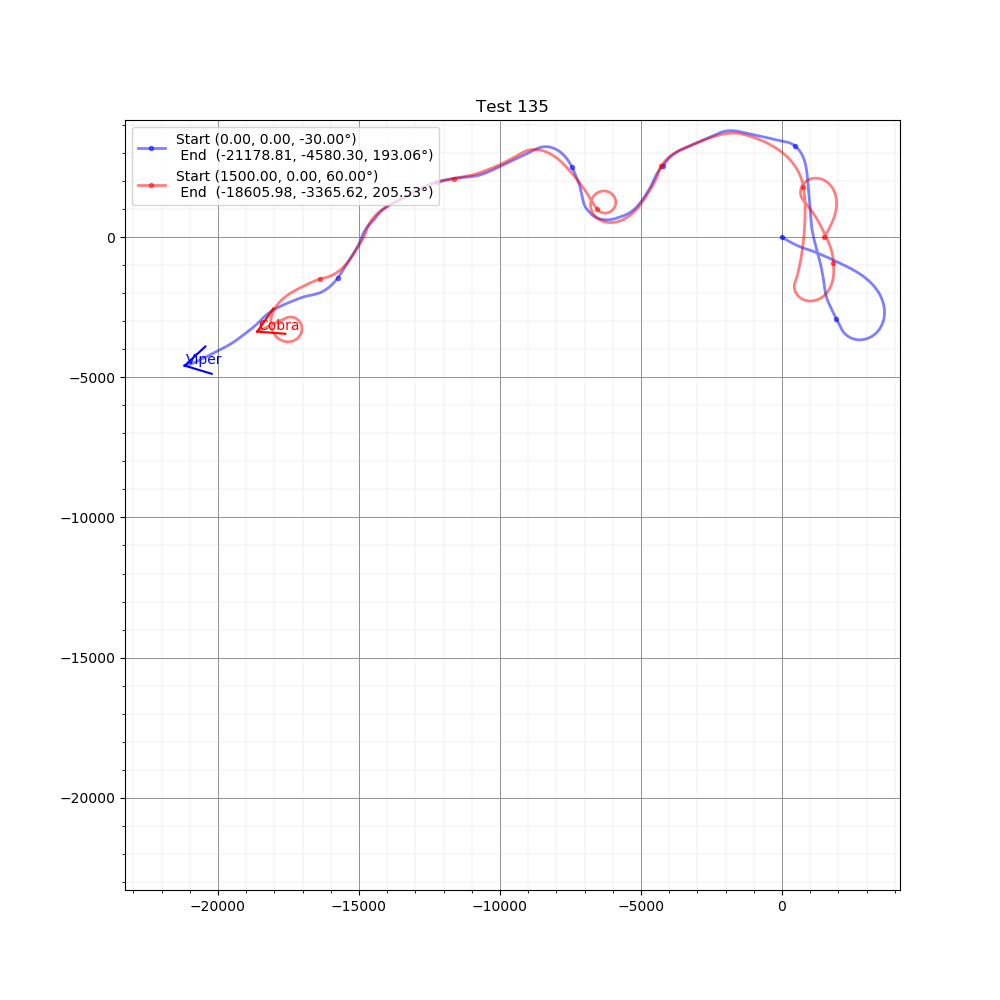 Test 135
Start (0.00, 0.00, -30.00°)
End  (-21178.81, -4580.30, 193.06°)
Start (1500.00, 0.00, 60.00°)
End  (-18605.98, -3365.62, 205.53°)
0
−5000
−10000
−15000
−20000
Cobra
Viper
−20000
−15000
−10000
−5000
0